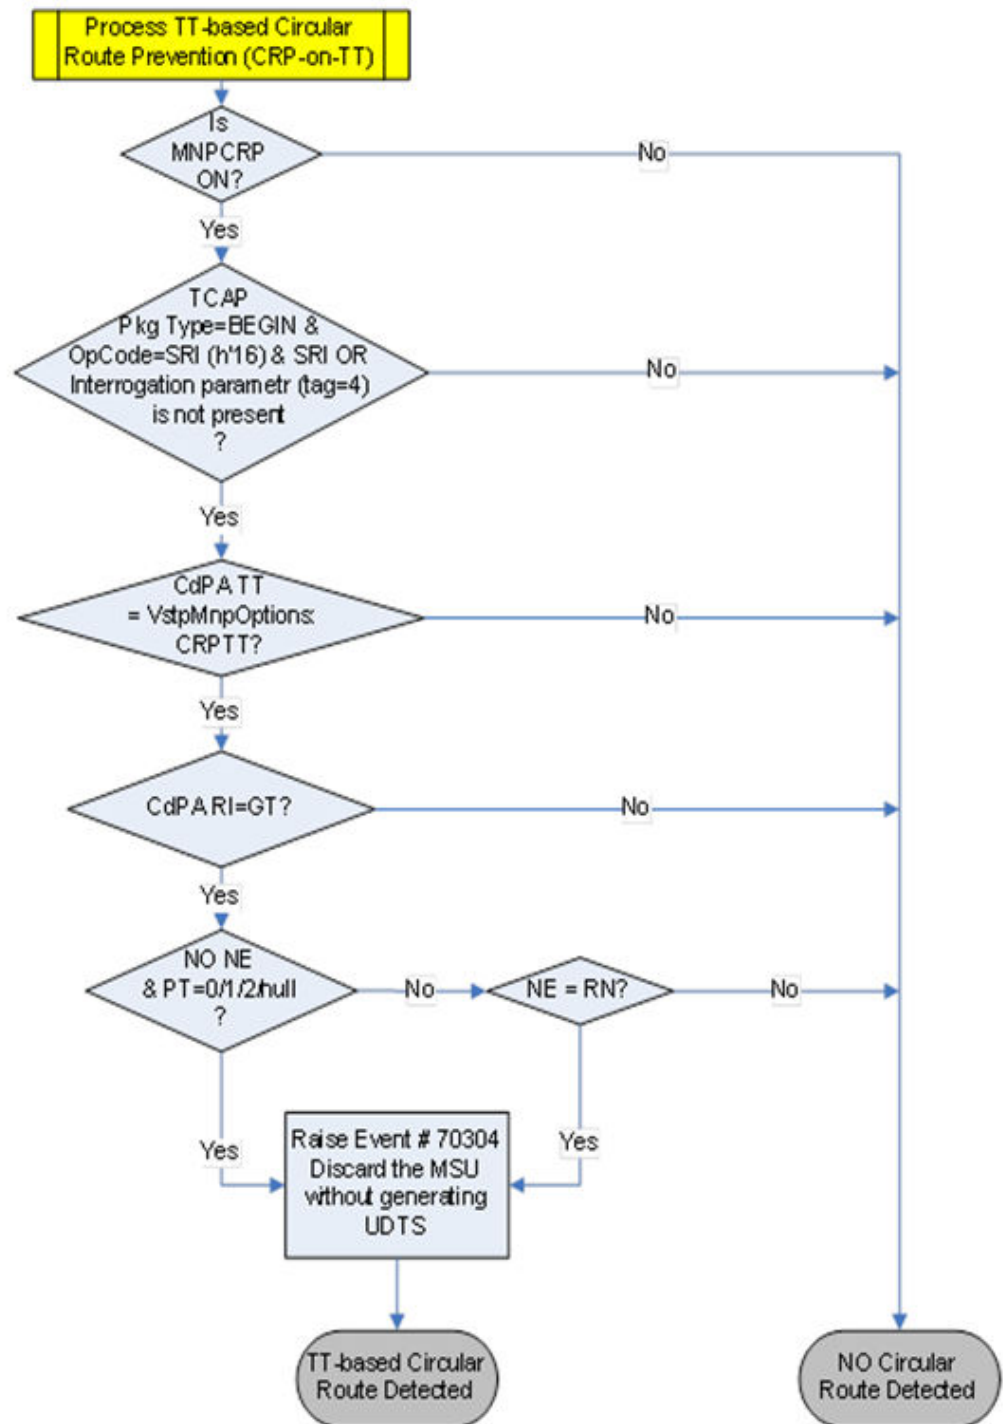 Process TT-based Circular
Route Prevention (CRP-on-TT)
Is
MNPCRP
ON?
No
Yes
TCAP
Pkg Type=BEGIN &
OpCode=SRI (h'16) & SRI OR
Interrogation parametr (tag=4)
is not present
?
No
Yes
CdPA TT
= VstpMnpOptions:
CRPTT?
No
Yes
CdPA RI=GT?
No
Yes
NO NE
& PT=0/1/2/null
?
No
NE = RN?
No
Yes
Raise Event # 70304
Discard the MSU
without generating
UDTS
Yes
TT-based Circular
Route Detected
NO Circular
Route Detected